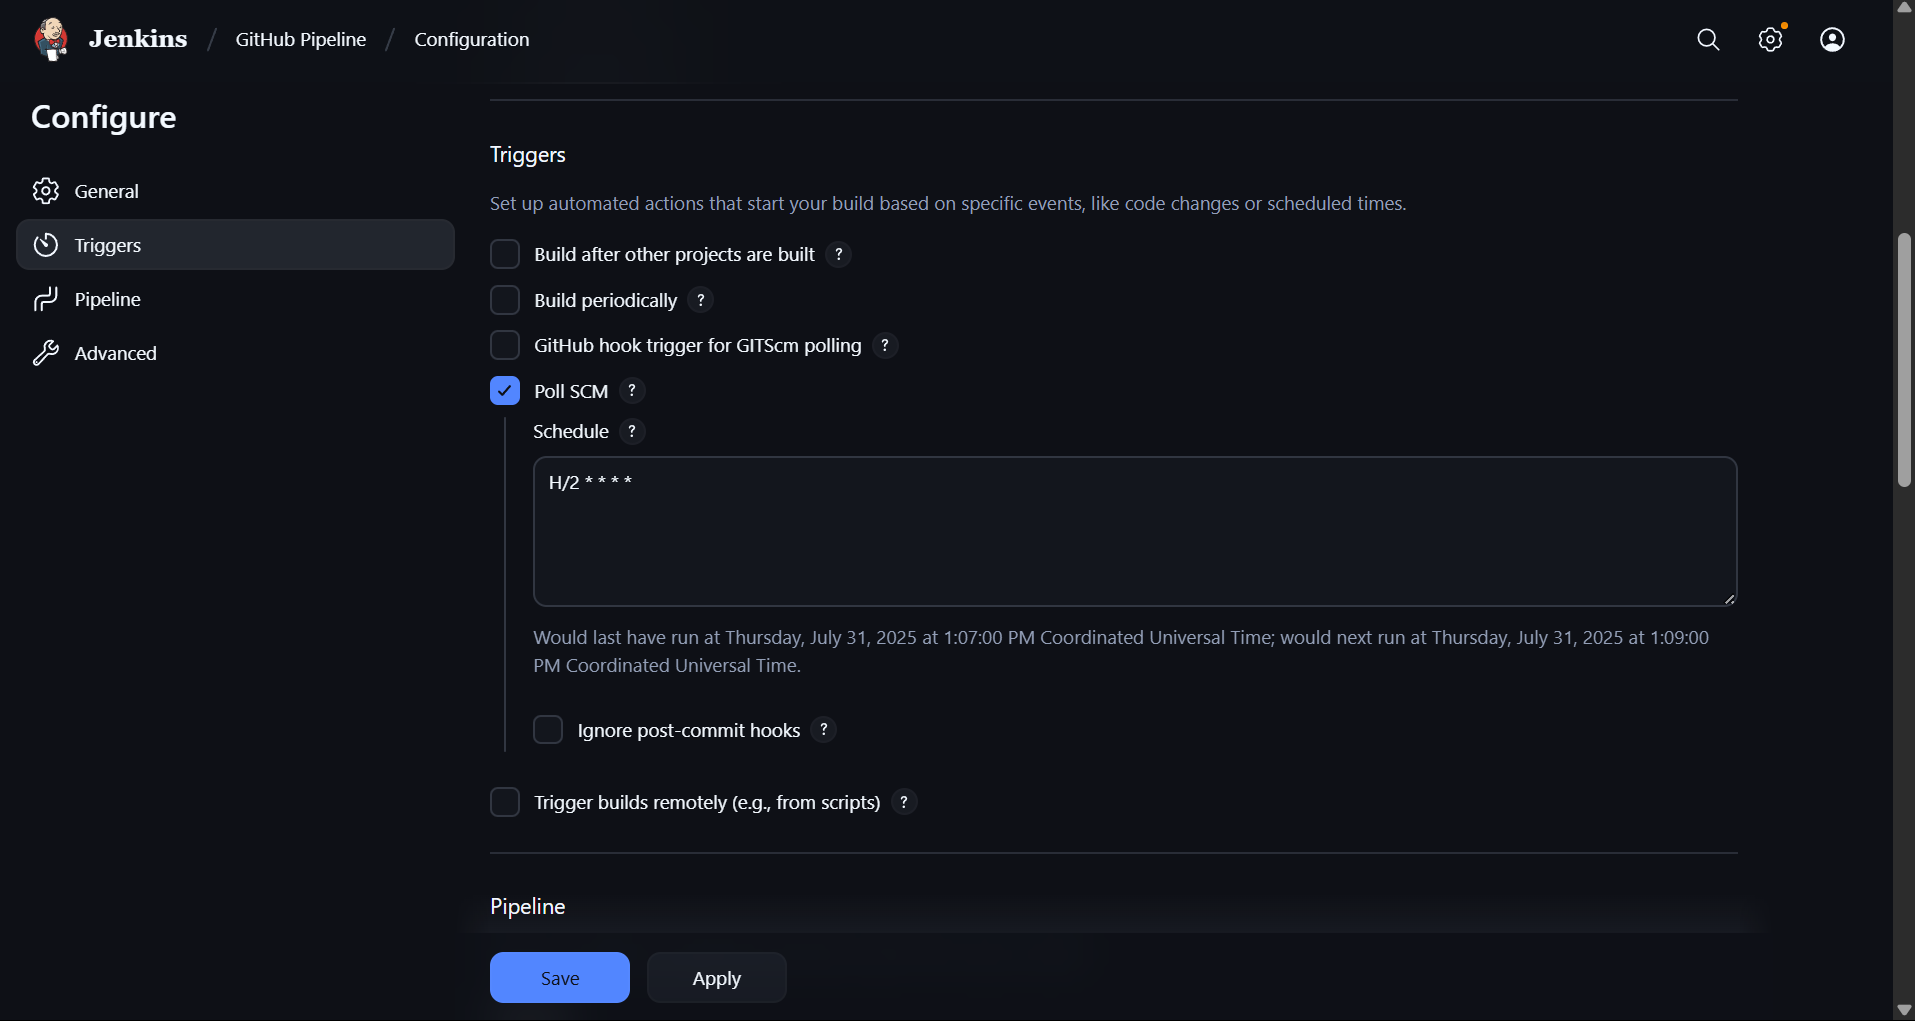 Jenkins / GitHub Pipeline / Configuration
Configure
General
Triggers
Pipeline
Advanced
Triggers
Set up automated actions that start your build based on specific events, like code changes or scheduled times.
Build after other projects are built ?
Build periodically ?
GitHub hook trigger for GITScm polling ?
Poll SCM ?
Schedule ?
H/2 * * * *
Would last have run at Thursday, July 31, 2025 at 1:07:00 PM Coordinated Universal Time; would next run at Thursday, July 31, 2025 at 1:09:00
PM Coordinated Universal Time.
Ignore post-commit hooks ?
Trigger builds remotely (e.g., from scripts) ?
Pipeline
Save
Apply